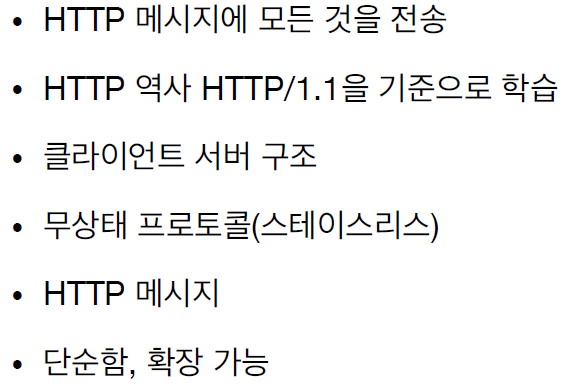 • HTTP 메시지에 모든 것을 전송
• HTTP 역사 HTTP/1.1을 기준으로 학습
• 클라이언트 서버 구조
• 무상태 프로토콜(스테이스리스)
• HTTP 메시지
• 단순함, 확장 가능